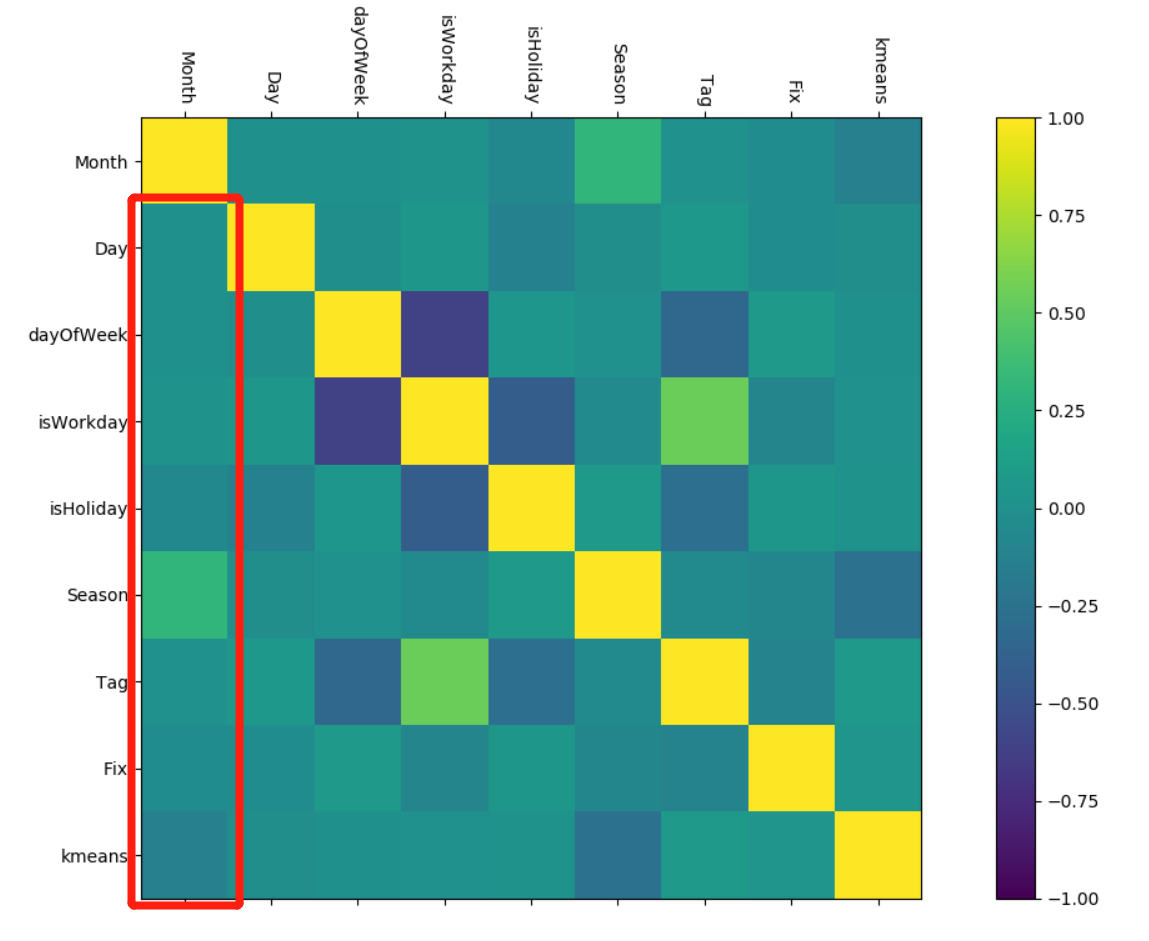 Month
Day
dayOfWeek
isWorkday
isHoliday
Season
Tag
Fix
kmeans
Month
Day
dayOfWeek
isWorkday
isHoliday
Season
Tag
Fix
kmeans
1.00
0.75
0.50
0.25
0.00
−0.25
−0.50
−0.75
−1.00